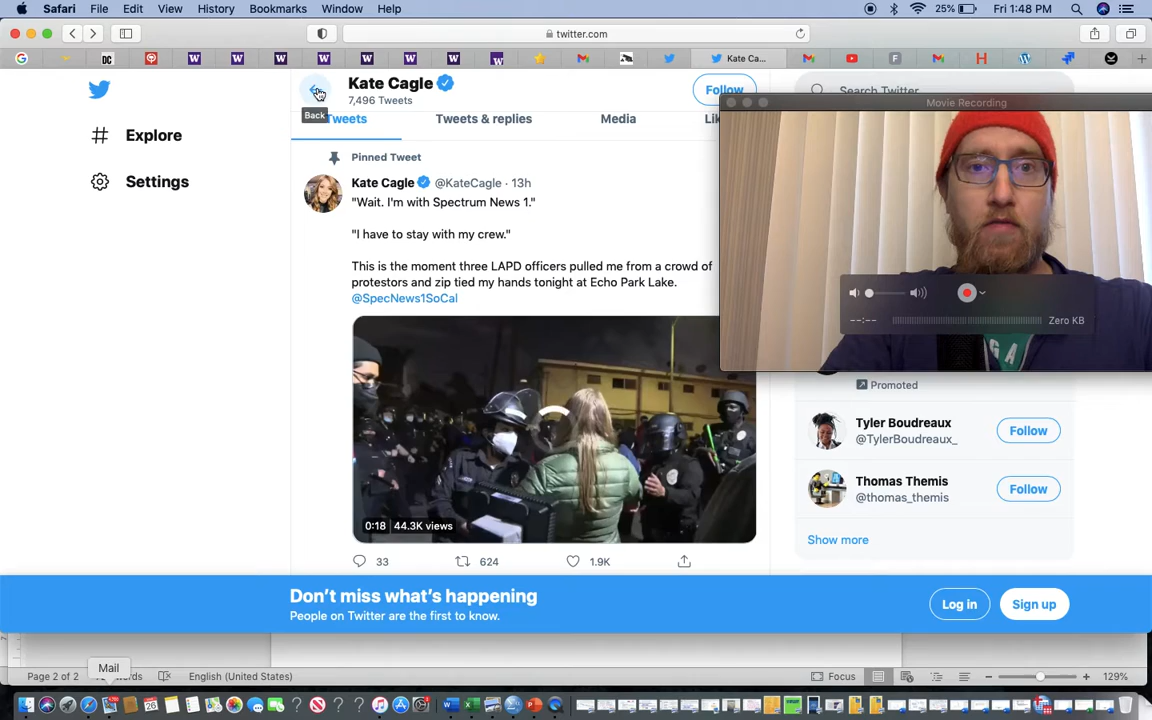 Safari File Edit View History Bookmarks Window Help
25% Fri 1:48 PM
twitter.com
Kate Ca...
Kate Cagle
7,496 Tweets
Follow
Search Twitter
Back
Tweets
Tweets & replies
Media
Movie Recording
Explore
Settings
Pinned Tweet
Kate Cagle @KateCagle · 13h
"Wait. I'm with Spectrum News 1."
"I have to stay with my crew."
This is the moment three LAPD officers pulled me from a crowd of
protestors and zip tied my hands tonight at Echo Park Lake.
@SpecNews1SoCal
0:18 44.3K views
33 624 1.9K
--:-- Zero KB
Promoted
Tyler Boudreaux
@TylerBoudreaux_
Follow
Thomas Themis
@thomas_themis
Follow
Show more
Don't miss what's happening
People on Twitter are the first to know.
Log in
Sign up
Mail
Page 2 of 2
English (United States)
Focus
129%